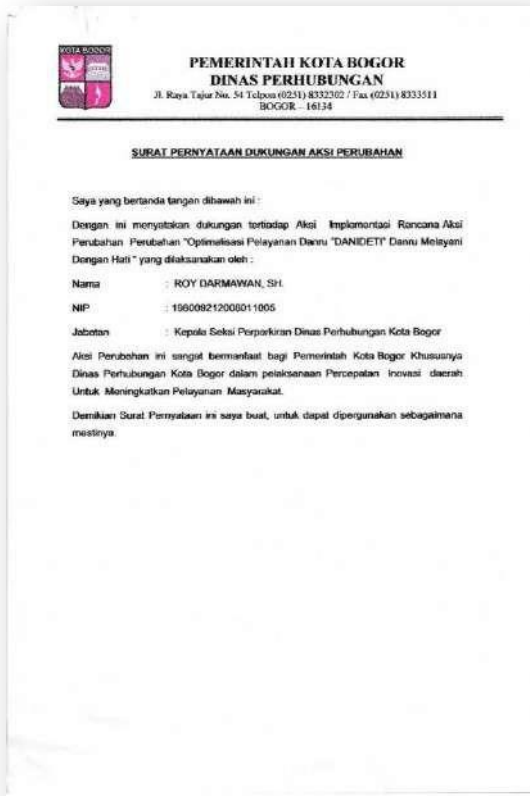 KOTA BOGOR
PEMERINTAH KOTA BOGOR
DINAS PERHUBUNGAN
Jl. Raya Tajur No. 54 Telpon (0251) 8332302 / Fax (0251) 8333511
BOGOR - 16134
SURAT PERNYATAAN DUKUNGAN AKSI PERUBAHAN
Saya yang bertanda tangan dibawah ini :
Dengan ini menyatakan dukungan tertiadap Aksi Implementasi Rancana Aksi
Perubahan Perubahan "Optimalisasi Pelayanan Danru "DANIDETI" Danru Melayani
Dengan Hati " yang dilaksanakan oleh :
Nama : ROY DARMAWAN, SH.
NIP : 196009212008011005
Jabatan : Kepala Seksi Perparkiran Dinas Perhubungan Kota Bogor
Aksi Perubahan ini sangat bermanfaat bagi Pemerintah Kota Bogor Khususnya
Dinas Perhubungan Kota Bogor dalam pelaksanaan Percepatan Inovasi daerah
Untuk Meningkatkan Pelayanan Masyarakat.
Demikian Surat Pernyataan ini saya buat, untuk dapat dipergunakan sebagaimana
mestinya.